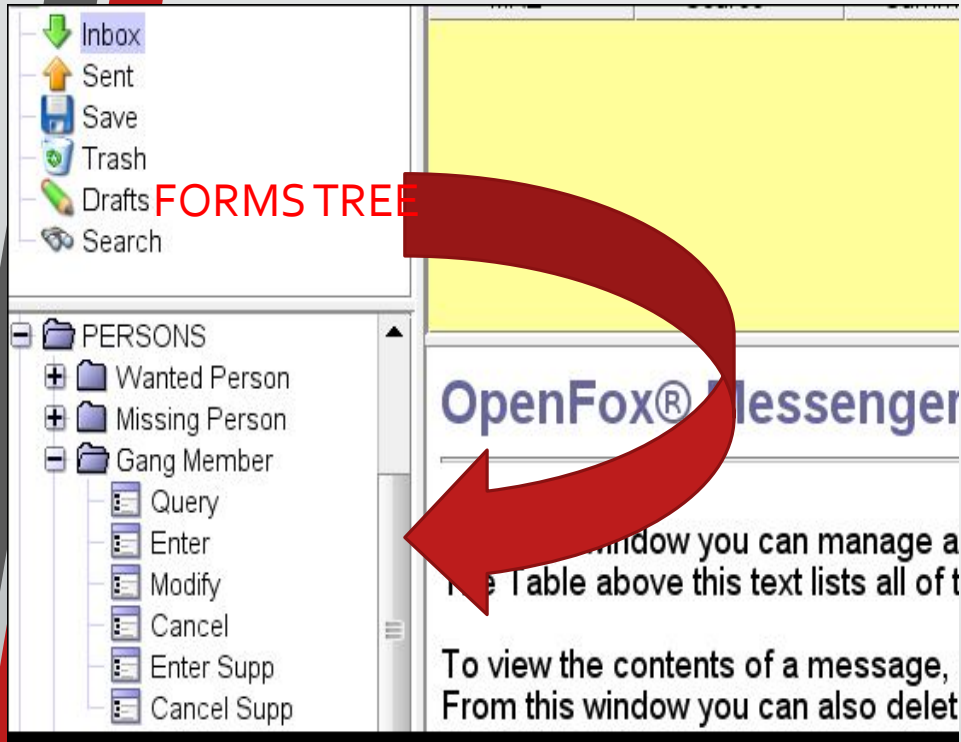 Inbox
Sent
Save
Trash
Drafts FORMS TREE
Search
PERSONS
Wanted Person
Missing Person
Gang Member
Query
Enter
Modify
Cancel
Enter Supp
Cancel Supp
OpenFox® Messenger
ndow you can manage a
Table above this text lists all of t
To view the contents of a message,
From this window you can also delet